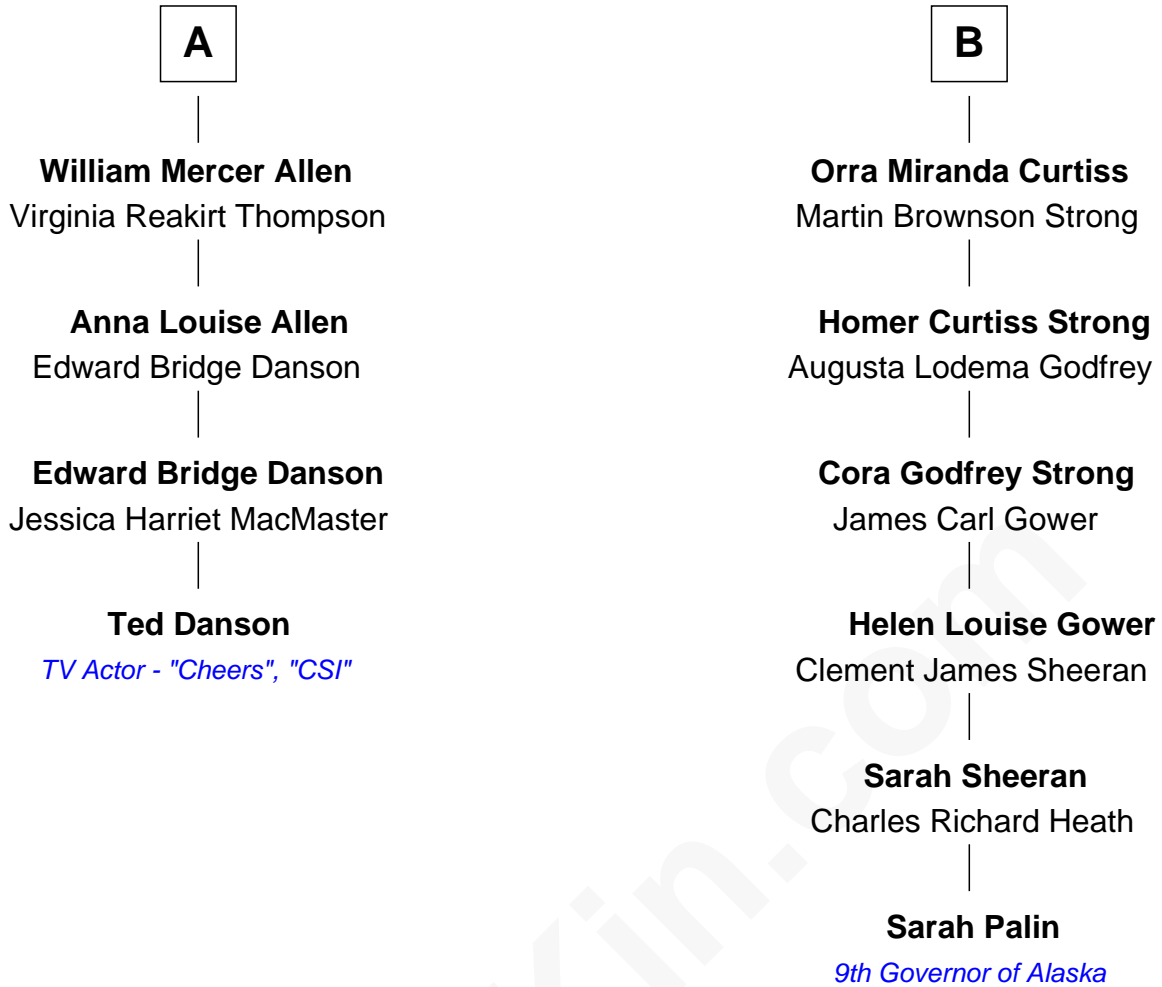 A
William Mercer Allen
Virginia Reakirt Thompson
Anna Louise Allen
Edward Bridge Danson
Edward Bridge Danson
Jessica Harriet MacMaster
Ted Danson
TV Actor - "Cheers", "CSI"
B
Orra Miranda Curtiss
Martin Brownson Strong
Homer Curtiss Strong
Augusta Lodema Godfrey
Cora Godfrey Strong
James Carl Gower
Helen Louise Gower
Clement James Sheeran
Sarah Sheeran
Charles Richard Heath
Sarah Palin
9th Governor of Alaska